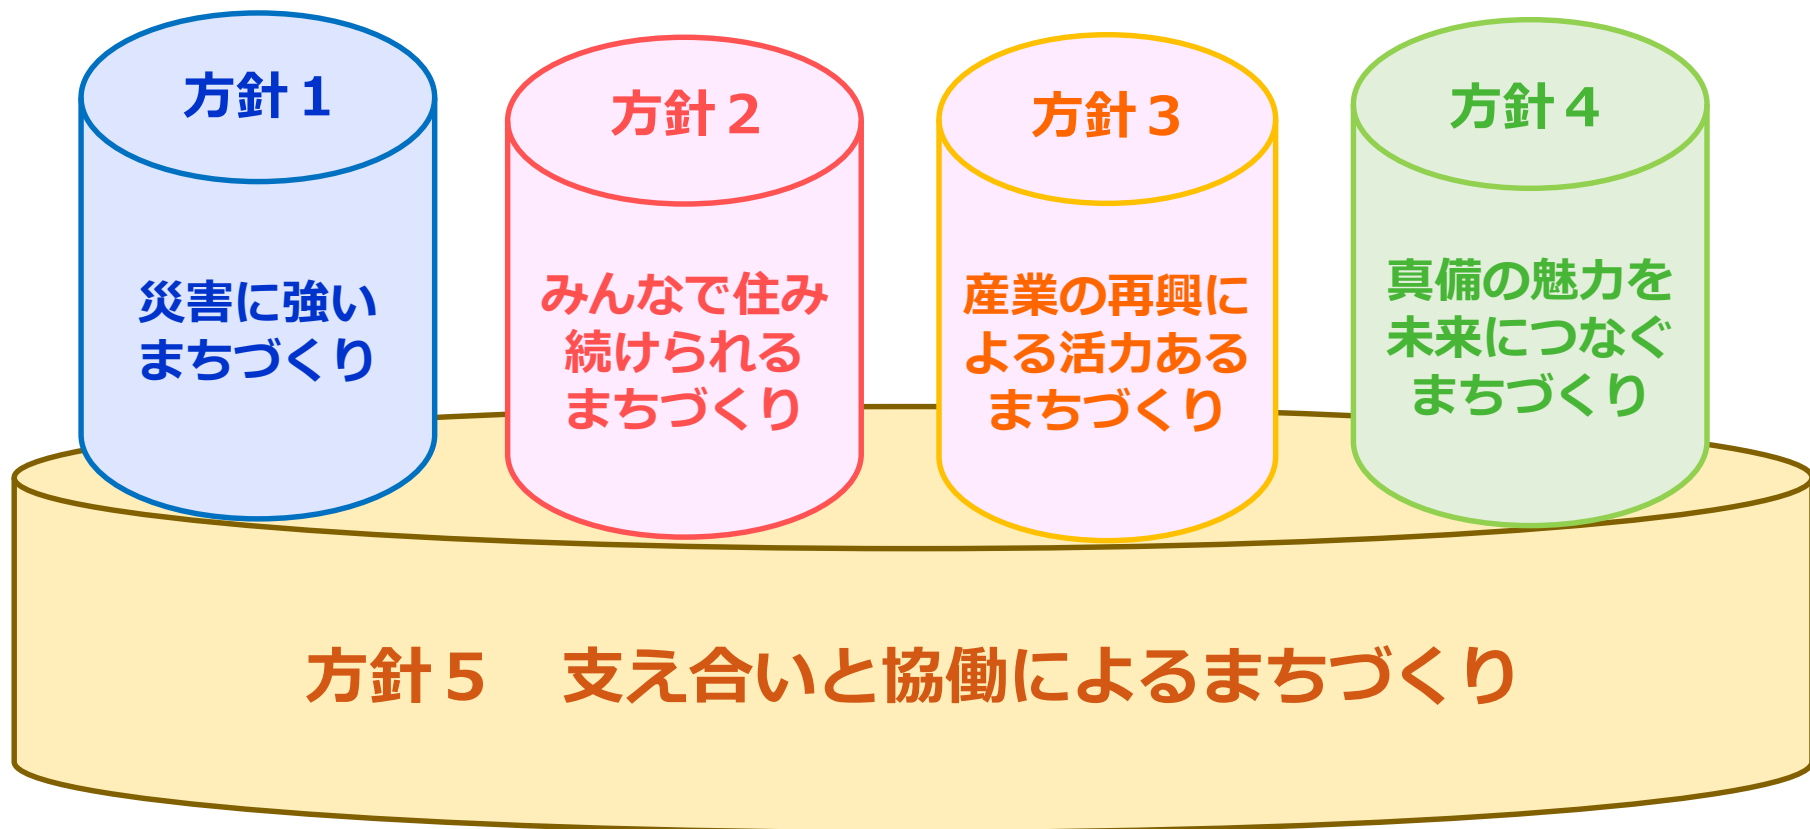 方針１
災害に強い
まちづくり
方針２
みんなで住み
続けられる
まちづくり
方針３
産業の再興に
よる活力ある
まちづくり
方針４
真備の魅力を
未来につなぐ
まちづくり
方針５　支え合いと協働によるまちづくり